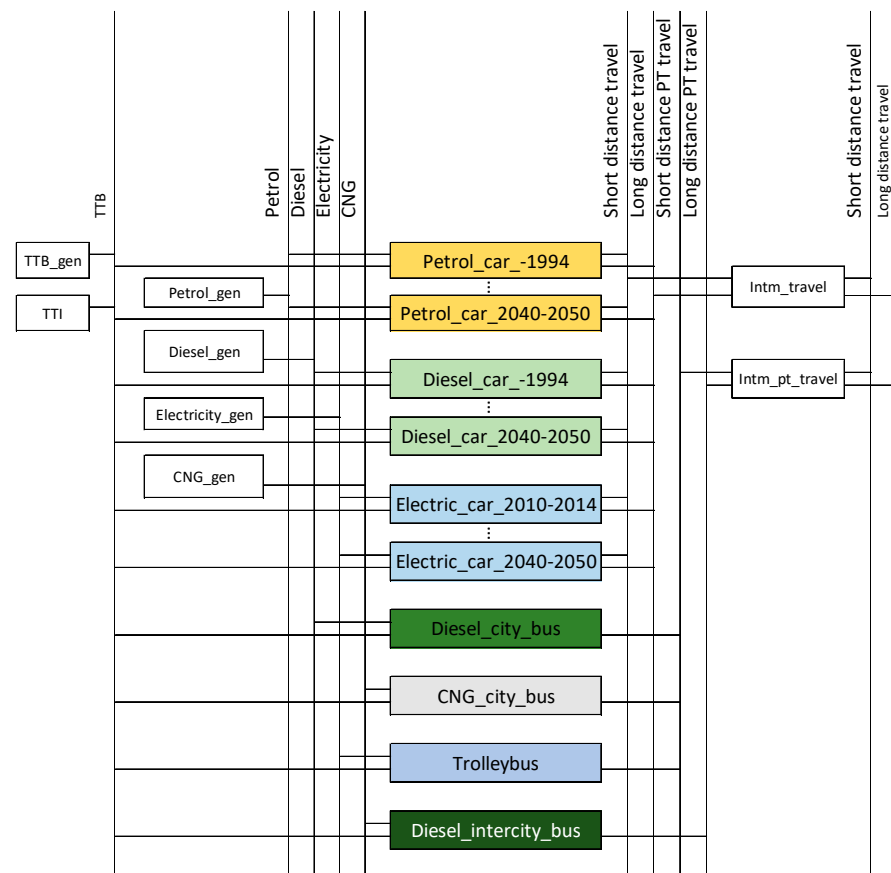 TTB
Petrol
Diesel
Electricity
CNG
Short distance travel
Long distance travel
Short distance PT travel
Long distance PT travel
Short distance travel
Long distance travel
TTB_gen
Petrol_car_-1994
Petrol_gen
Intm_travel
TTI
Petrol_car_2040-2050
Diesel_gen
Diesel_car_-1994
Intm_pt_travel
Electricity_gen
Diesel_car_2040-2050
CNG_gen
Electric_car_2010-2014
Electric_car_2040-2050
Diesel_city_bus
CNG_city_bus
Trolleybus
Diesel_intercity_bus